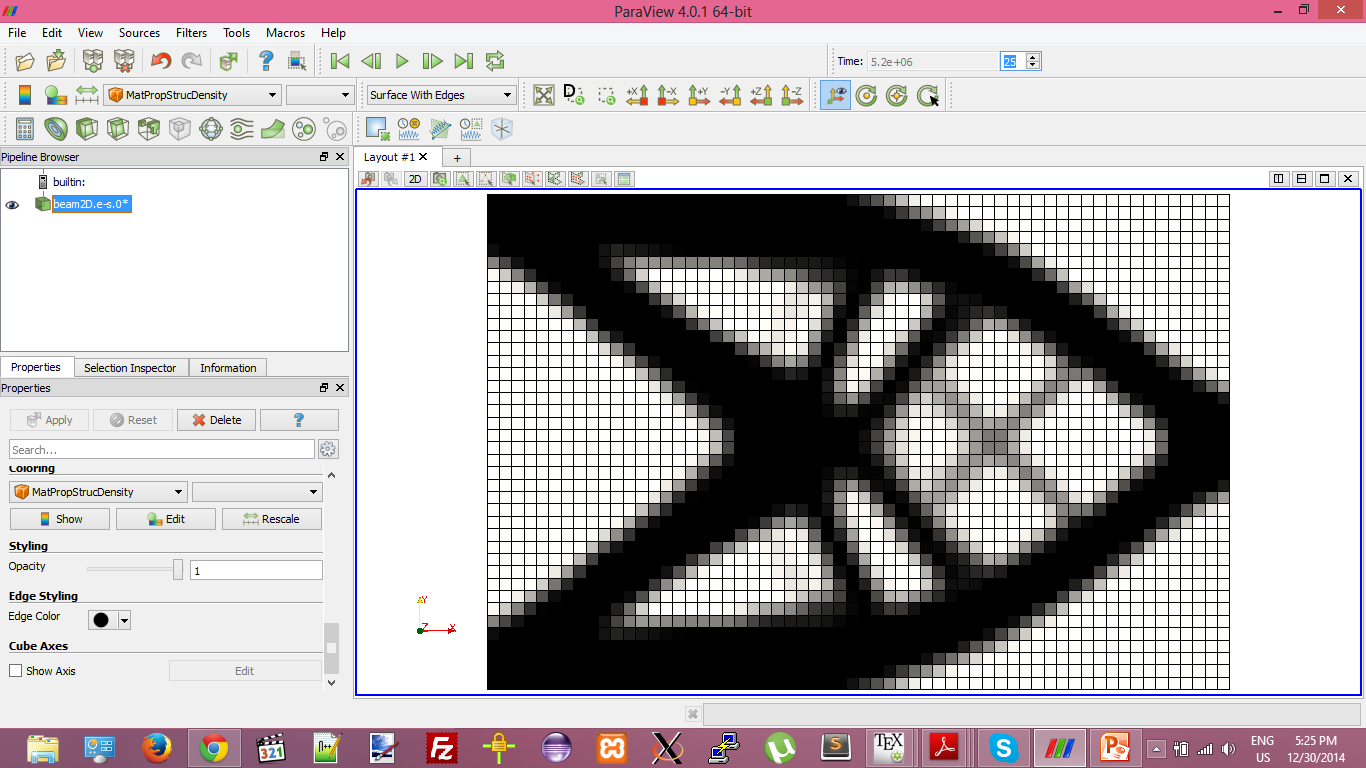 ParaView 4.0.1 64-bit
File Edit View Sources Filters Tools Macros Help
Time: 5.2e+06 25
MatPropStrucDensity Surface With Edges D +X -X +Y -Y +Z -Z
Pipeline Browser
Layout #1 +
2D
builtin:
beam2D.e-s.0*
Properties Selection Inspector Information
Properties
Apply Reset Delete ?
Search...
Coloring
MatPropStrucDensity
Show Edit Rescale
Styling
Opacity 1
Edge Styling
Edge Color
Cube Axes
Show Axis Edit
Y
Z X
321 N++ FZ X S TEX S P
ENG 5:25 PM
US 12/30/2014